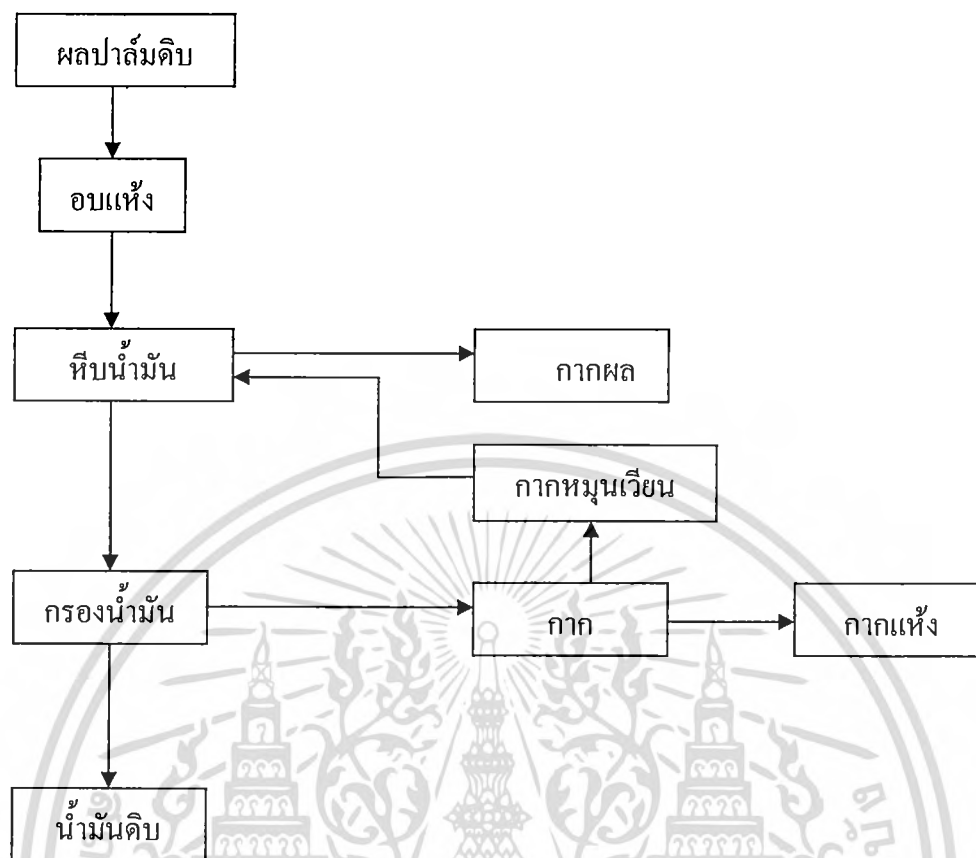 ผลปาล์มดิบ
อบแห้ง
หีบน้ำมัน
กากผล
กากหมุนเวียน
กรองน้ำมัน
กาก
กากแห้ง
น้ำมันดิบ